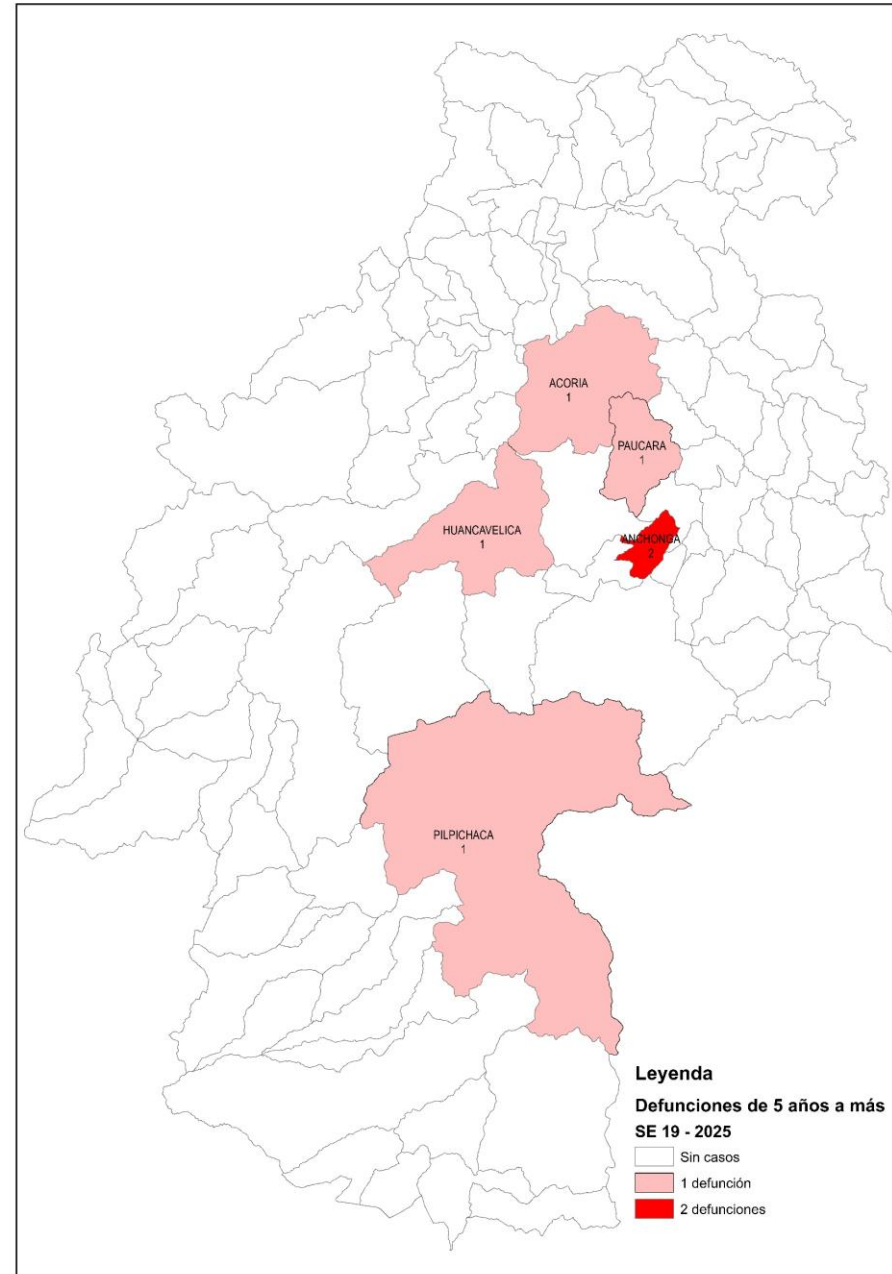 ACORIA
1
PAUCARA
1
HUANCAVELICA
1
ANCHONGA
2
PILPICHACA
1
Leyenda
Defunciones de 5 años a más
SE 19 - 2025
Sin casos
1 defunción
2 defunciones